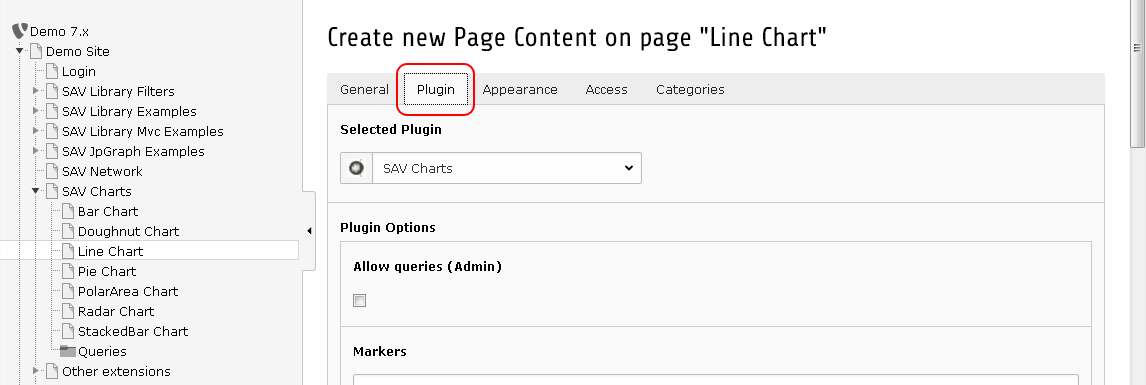 Demo 7.x
Demo Site
Login
SAV Library Filters
SAV Library Examples
SAV Library Mvc Examples
SAV JpGraph Examples
SAV Network
SAV Charts
Bar Chart
Doughnut Chart
Line Chart
Pie Chart
PolarArea Chart
Radar Chart
StackedBar Chart
Queries
Other extensions
Create new Page Content on page "Line Chart"
General Plugin Appearance Access Categories
Selected Plugin
SAV Charts
Plugin Options
Allow queries (Admin)
Markers